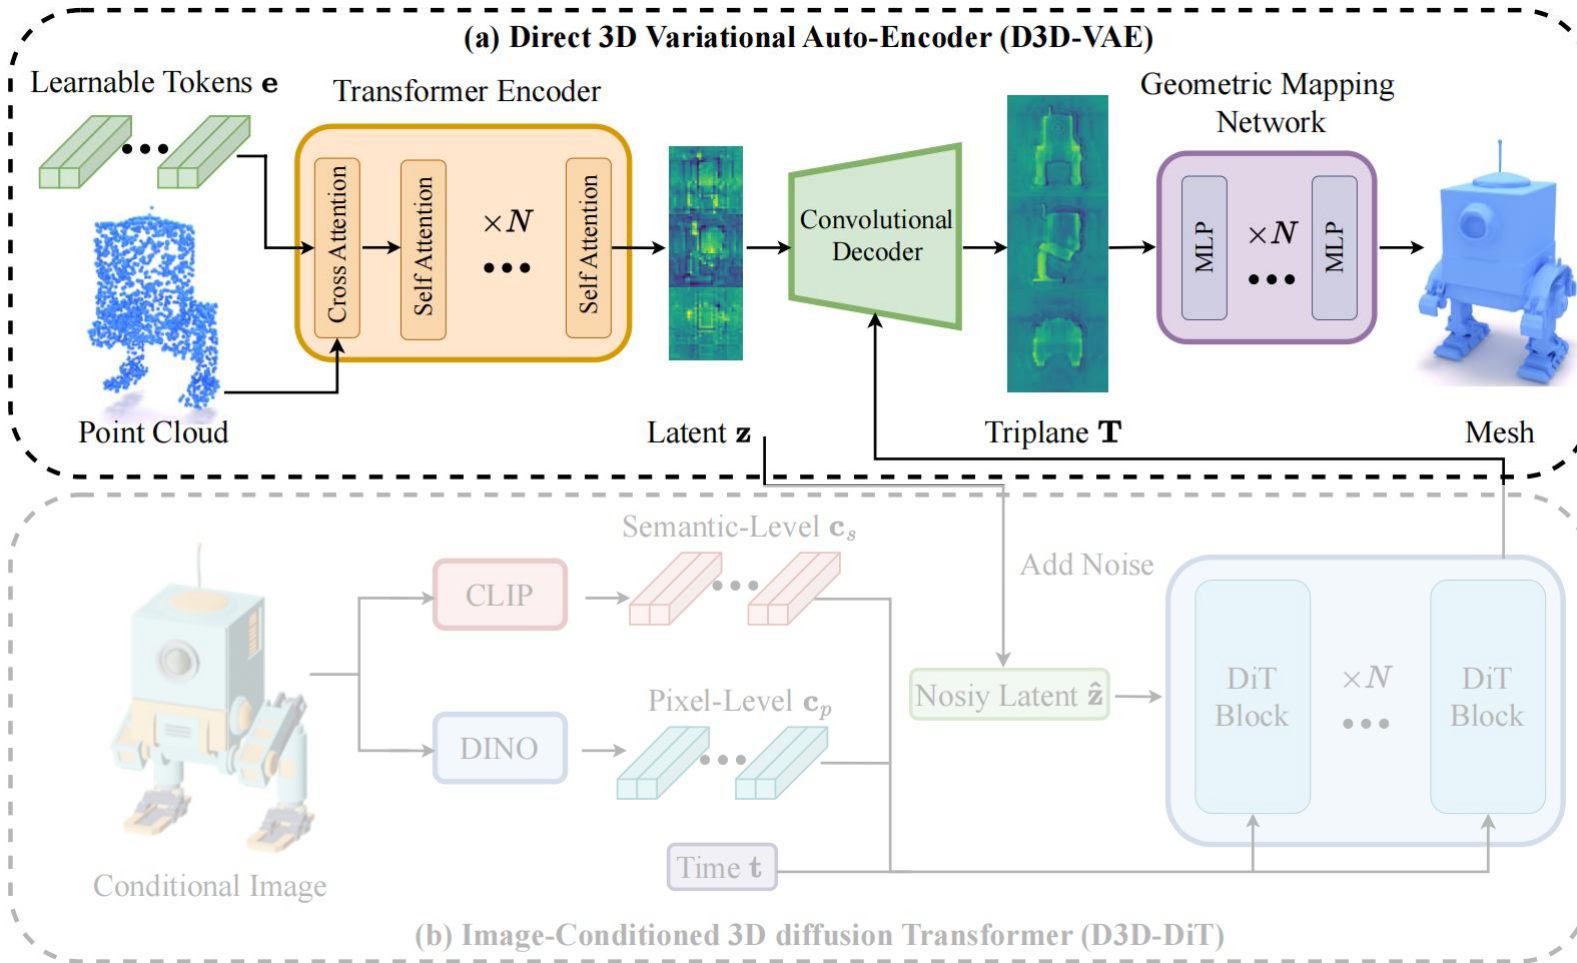 (a) Direct 3D Variational Auto-Encoder (D3D-VAE)
Learnable Tokens e
Transformer Encoder
Geometric Mapping
Network
Cross Attention
Self Attention
×N
Self Attention
Convolutional
Decoder
MLP
×N
MLP
Point Cloud
Latent z
Triplane T
Mesh
Semantic-Level c_s
Add Noise
CLIP
DiT
Block
×N
DiT
Block
Nosiy Latent ẑ
Pixel-Level c_p
DINO
Time t
Conditional Image
(b) Image-Conditioned 3D diffusion Transformer (D3D-DiT)